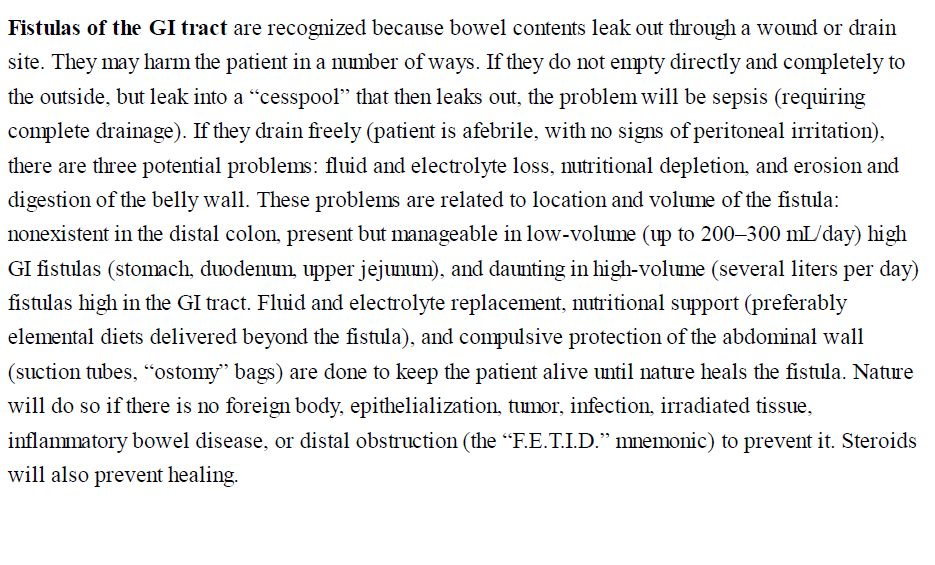 Fistulas of the GI tract are recognized because bowel contents leak out through a wound or drain
site. They may harm the patient in a number of ways. If they do not empty directly and completely to
the outside, but leak into a “cesspool” that then leaks out, the problem will be sepsis (requiring
complete drainage). If they drain freely (patient is afebrile, with no signs of peritoneal irritation),
there are three potential problems: fluid and electrolyte loss, nutritional depletion, and erosion and
digestion of the belly wall. These problems are related to location and volume of the fistula:
nonexistent in the distal colon, present but manageable in low-volume (up to 200–300 mL/day) high
GI fistulas (stomach, duodenum, upper jejunum), and daunting in high-volume (several liters per day)
fistulas high in the GI tract. Fluid and electrolyte replacement, nutritional support (preferably
elemental diets delivered beyond the fistula), and compulsive protection of the abdominal wall
(suction tubes, “ostomy” bags) are done to keep the patient alive until nature heals the fistula. Nature
will do so if there is no foreign body, epithelialization, tumor, infection, irradiated tissue,
inflammatory bowel disease, or distal obstruction (the “F.E.T.I.D.” mnemonic) to prevent it. Steroids
will also prevent healing.